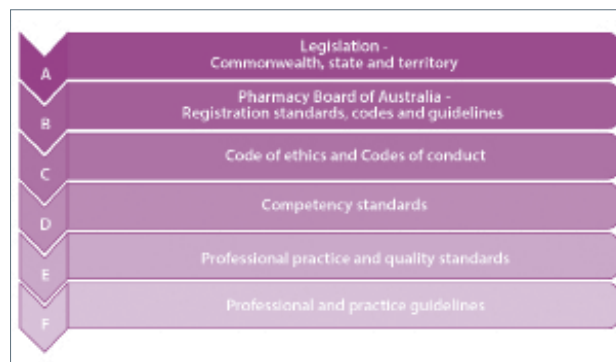 A
Legislation -
Commonwealth, state and territory
B
Pharmacy Board of Australia -
Registration standards, codes and guidelines
C
Code of ethics and Codes of conduct
D
Competency standards
E
Professional practice and quality standards
F
Professional and practice guidelines